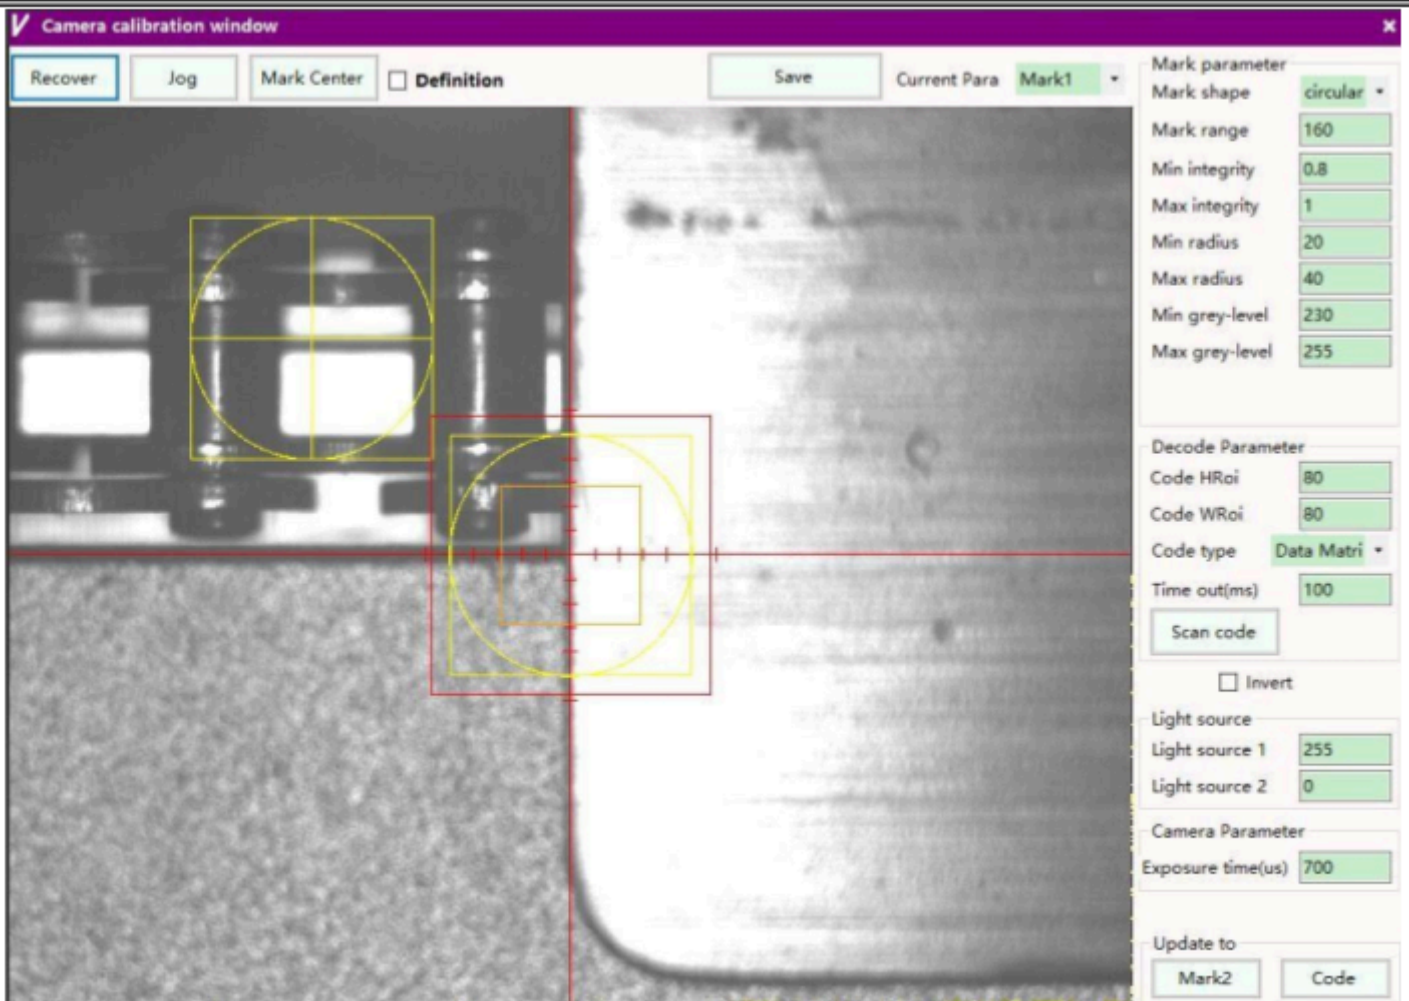 Camera calibration window
Recover Jog Mark Center Definition Save Current Para Mark1
Mark parameter
Mark shape circular
Mark range 160
Min integrity 0.8
Max integrity 1
Min radius 20
Max radius 40
Min grey-level 230
Max grey-level 255
Decode Parameter
Code HRoi 80
Code WRoi 80
Code type Data Matri
Time out(ms) 100
Scan code
Invert
Light source
Light source 1 255
Light source 2 0
Camera Parameter
Exposure time(us) 700
Update to
Mark2 Code